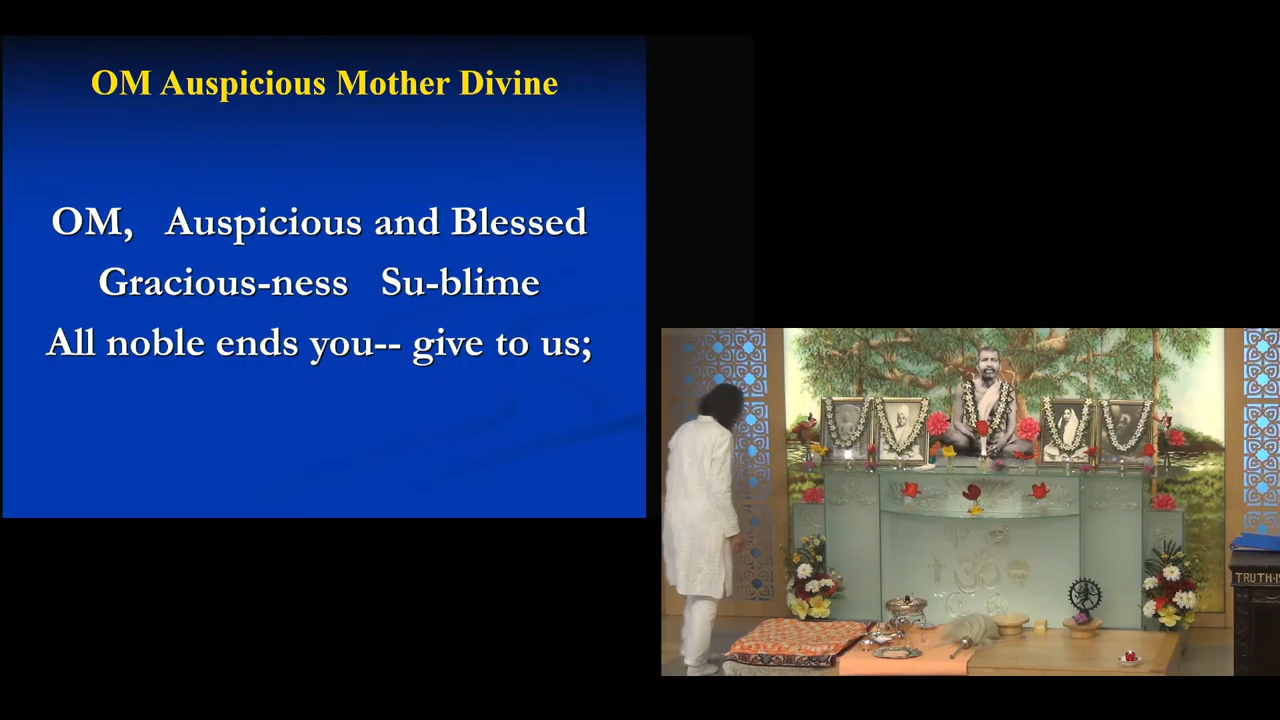 OM Auspicious Mother Divine
OM, Auspicious and Blessed
Gracious-ness Su-blime
All noble ends you-- give to us;
TRUTH